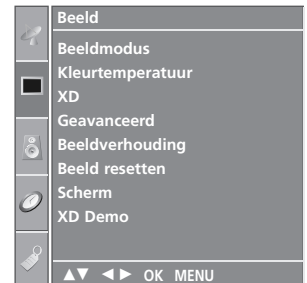 Beeld
Beeldmodus
Kleurtemperatuur
XD
Geavanceerd
Beeldverhouding
Beeld resetten
Scherm
XD Demo
▲▼ ◄► OK MENU